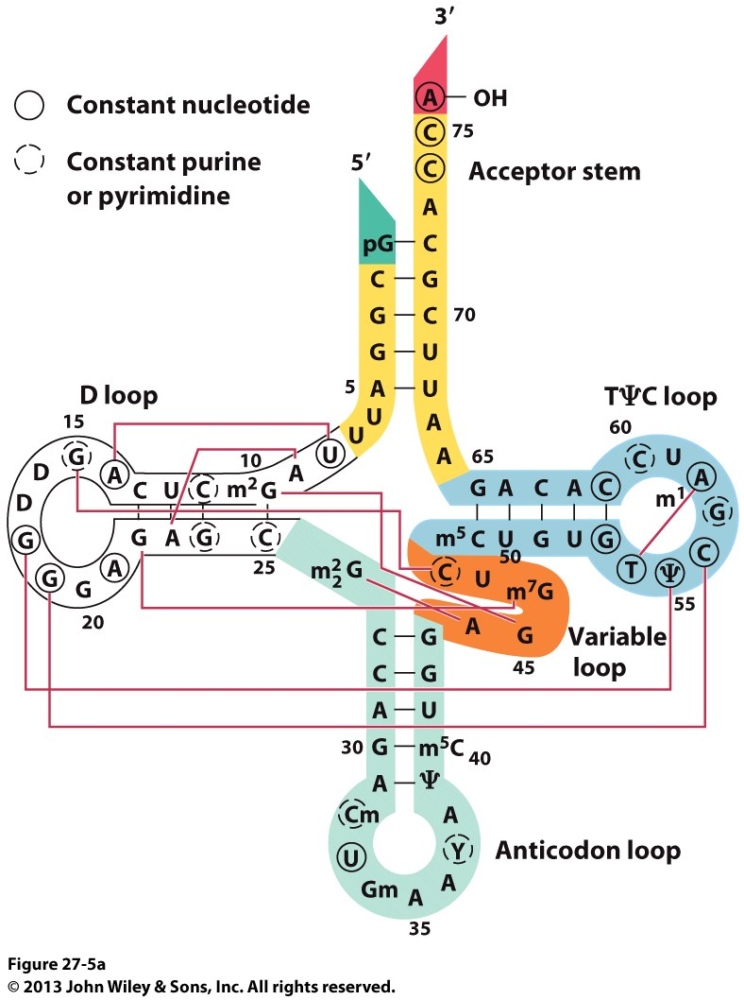 3′
A — OH
Constant nucleotide
C 75
Constant purine
or pyrimidine
5′
C
Acceptor stem
A
pG C
C G
G C 70
G U
5 A U
D loop
TΨC loop
U A
15
60
U
G A
U
A
65
C U
A
D
10
A
C U C m²G
G A C A C
m¹
D
G
G A G C
m⁵C U G U G
G
25
50
T Ψ C
G G A
m²₂G
C U m⁷G
55
20
A G
Variable
loop
45
C G
C G
A U
30 G m⁵C 40
A Ψ
Cm A
U Y
Anticodon loop
Gm A A
35
Figure 27-5a
© 2013 John Wiley & Sons, Inc. All rights reserved.